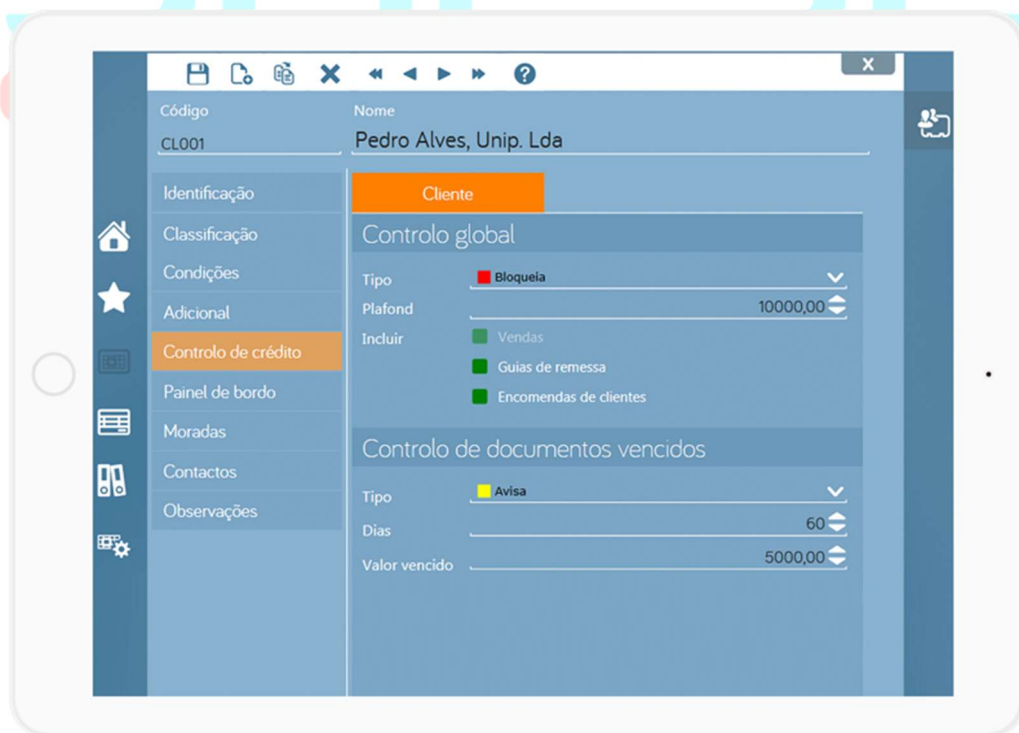 X
Código
Nome
CL001
Pedro Alves, Unip. Lda
Identificação
Classificação
Condições
Adicional
Controlo de crédito
Painel de bordo
Moradas
Contactos
Observações
Cliente
Controlo global
Tipo
Bloqueia
Plafond
10000,00
Incluir
Vendas
Guias de remessa
Encomendas de clientes
Controlo de documentos vencidos
Tipo
Avisa
Dias
60
Valor vencido
5000,00